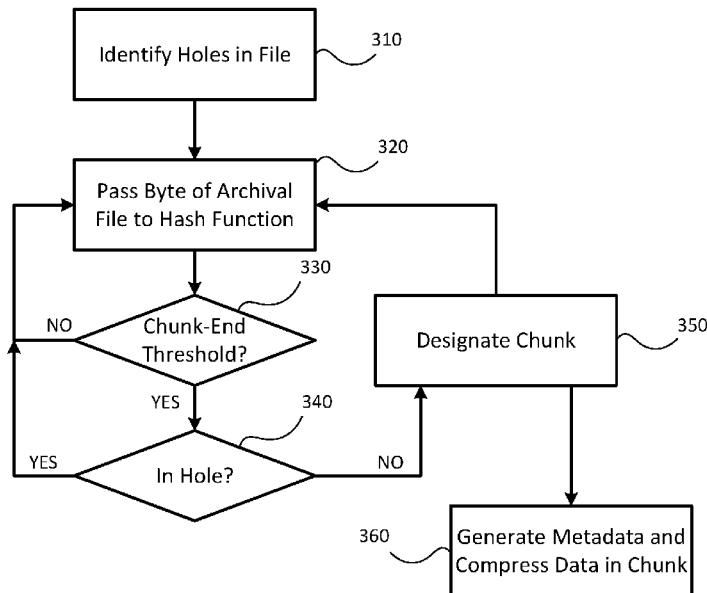 Identify Holes in File
310
320
Pass Byte of Archival
File to Hash Function
330
NO
Chunk-End
Threshold?
Designate Chunk
350
YES
340
YES
In Hole?
NO
360
Generate Metadata and
Compress Data in Chunk